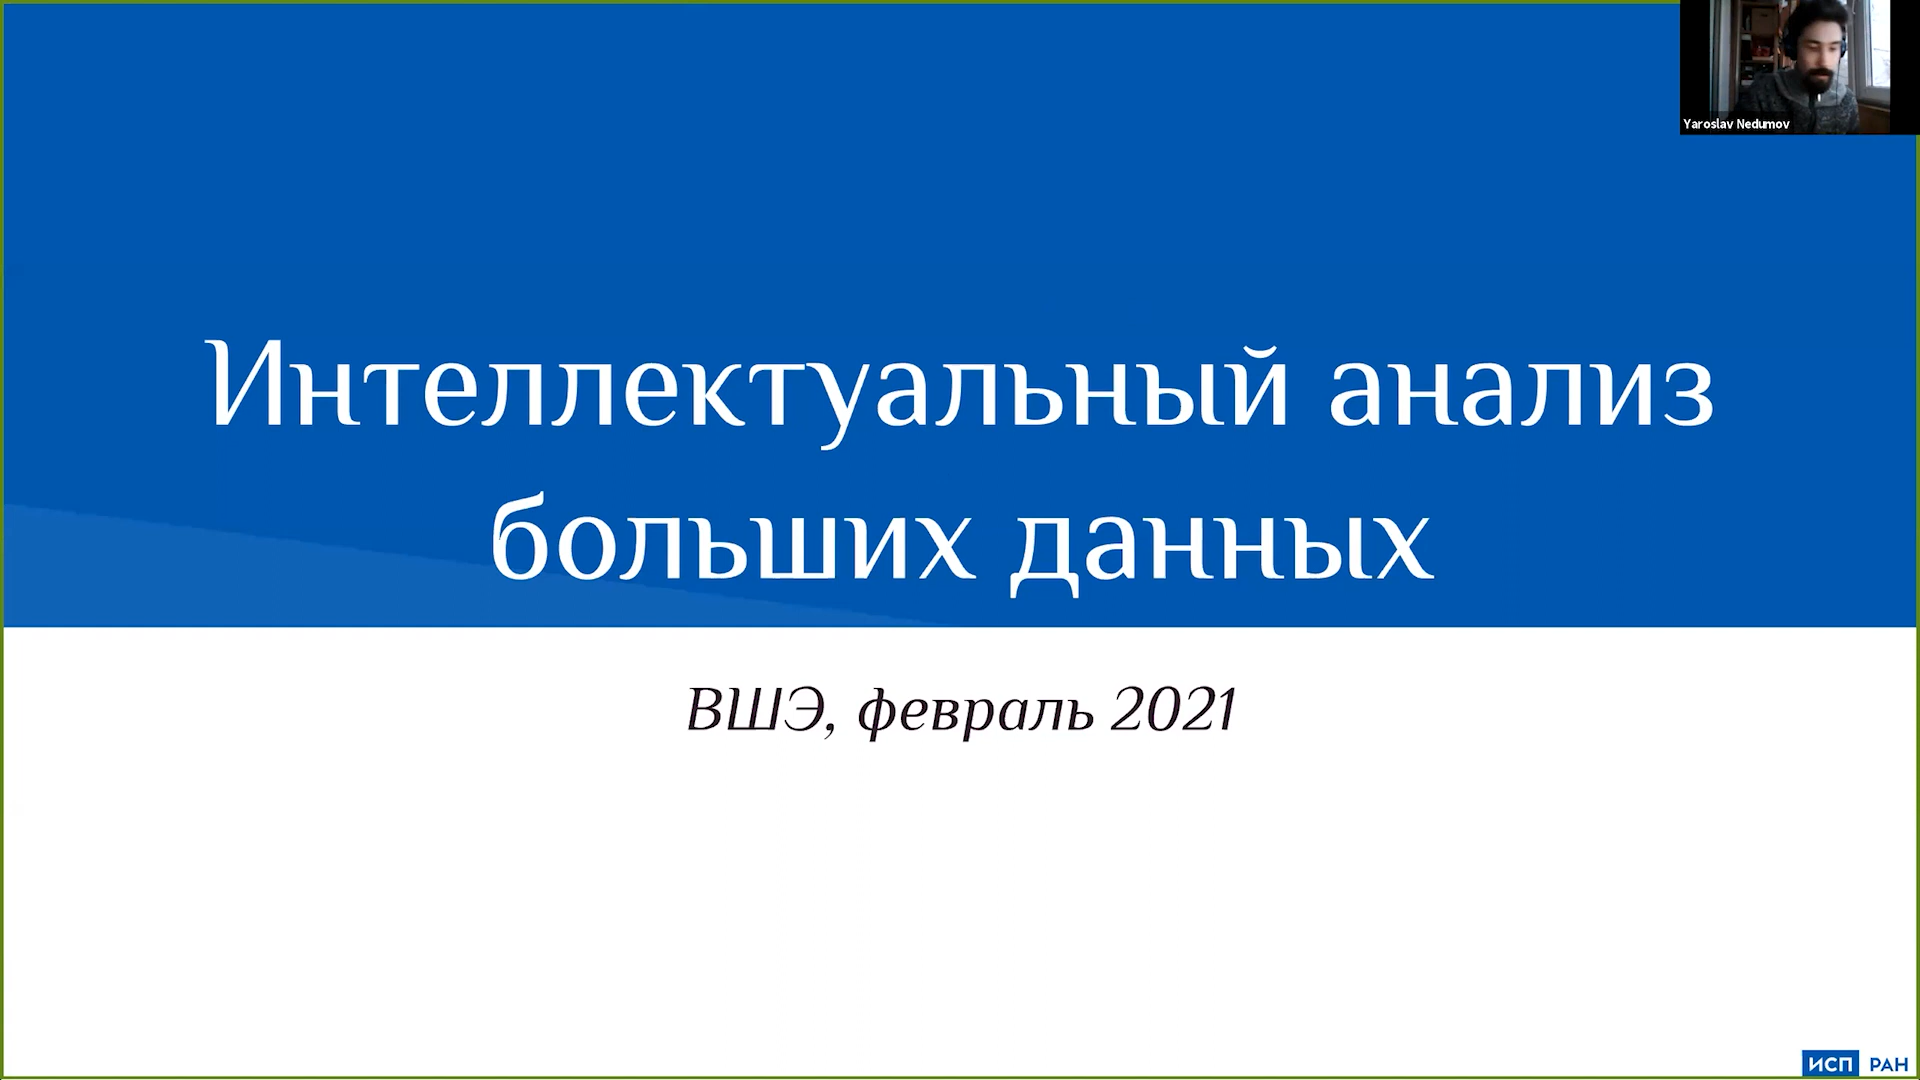 Yaroslav Nedumov
Интеллектуальный анализ
больших данных
ВШЭ, февраль 2021
ИСП РАН